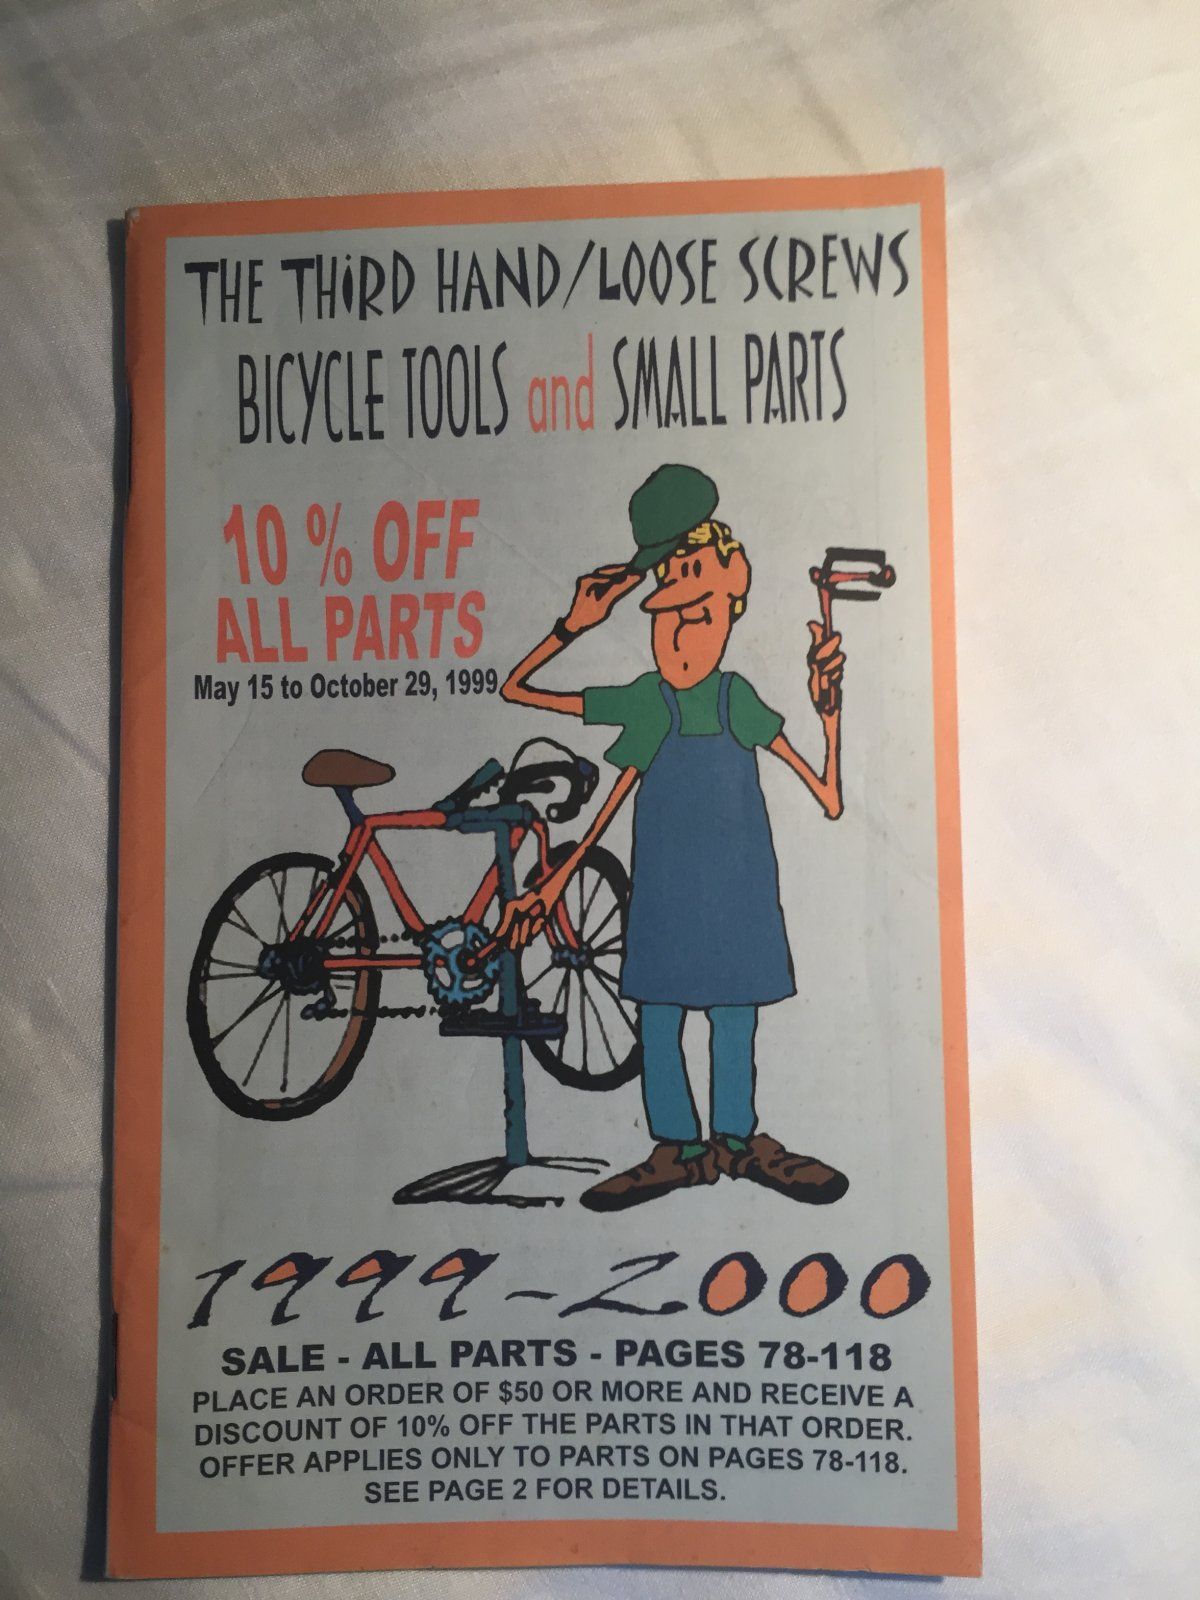 THE THiRD HAND/LOOSE SCREWS
BICYCLE TOOLS and SMALL PARTS
10 % OFF
ALL PARTS
May 15 to October 29, 1999
1999-2000
SALE - ALL PARTS - PAGES 78-118
PLACE AN ORDER OF $50 OR MORE AND RECEIVE A
DISCOUNT OF 10% OFF THE PARTS IN THAT ORDER.
OFFER APPLIES ONLY TO PARTS ON PAGES 78-118.
SEE PAGE 2 FOR DETAILS.